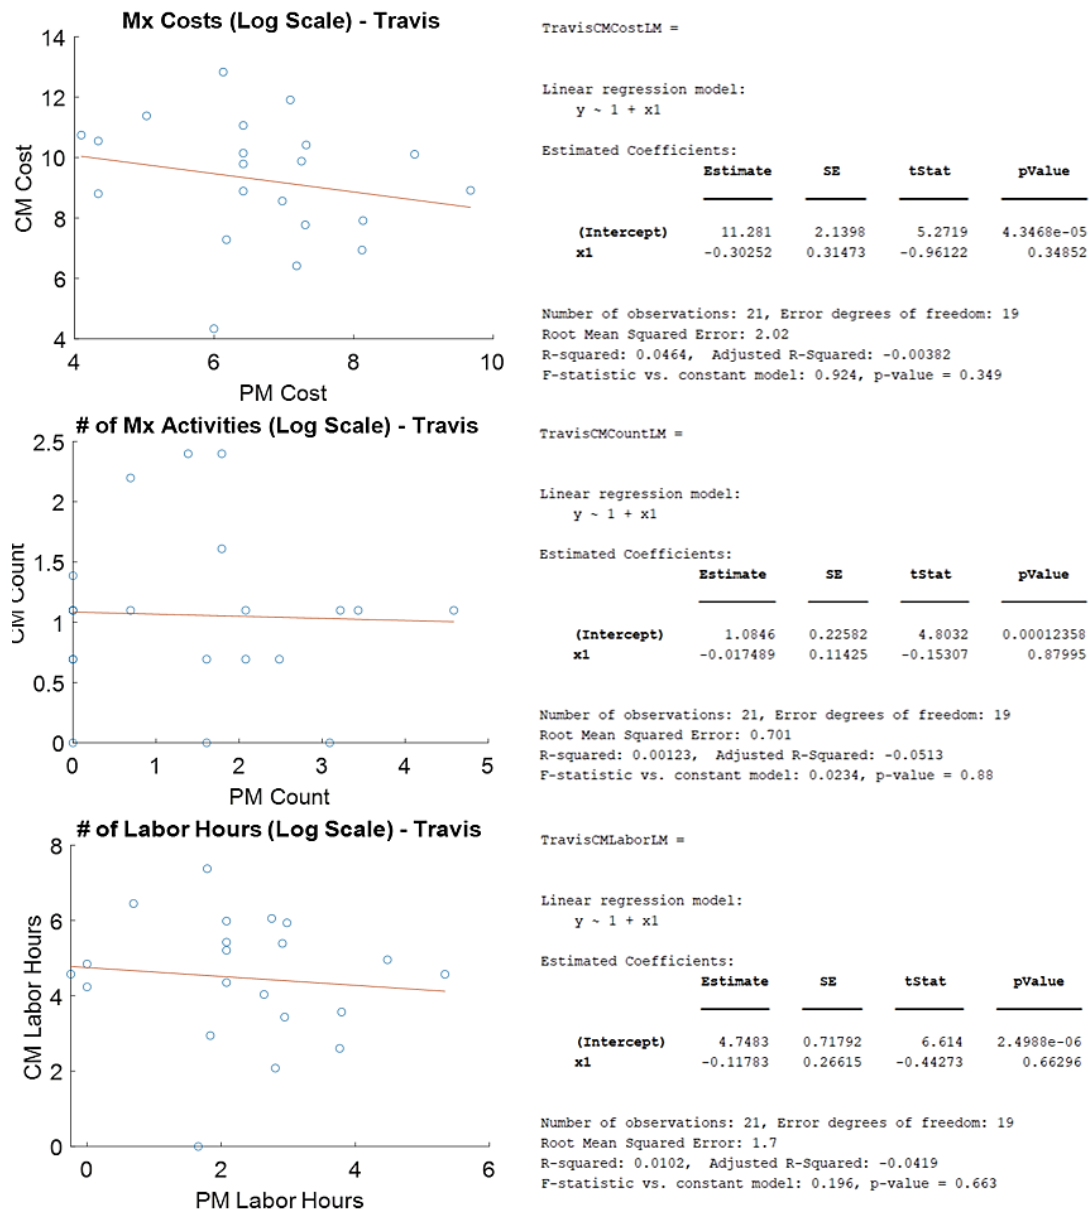 Mx Costs (Log Scale) - Travis
14
12
10
8
6
4
CM Cost
4 6 8 10
PM Cost
TravisCMCostLM =
Linear regression model:
y ~ 1 + x1
Estimated Coefficients:
Estimate SE tStat pValue
(Intercept) 11.281 2.1398 5.2719 4.3468e-05
x1 -0.30252 0.31473 -0.96122 0.34852
Number of observations: 21, Error degrees of freedom: 19
Root Mean Squared Error: 2.02
R-squared: 0.0464, Adjusted R-Squared: -0.00382
F-statistic vs. constant model: 0.924, p-value = 0.349
# of Mx Activities (Log Scale) - Travis
2.5
2
1.5
1
0.5
0
CM Count
0 1 2 3 4 5
PM Count
TravisCMCountLM =
Linear regression model:
y ~ 1 + x1
Estimated Coefficients:
Estimate SE tStat pValue
(Intercept) 1.0846 0.22582 4.8032 0.00012358
x1 -0.017489 0.11425 -0.15307 0.87995
Number of observations: 21, Error degrees of freedom: 19
Root Mean Squared Error: 0.701
R-squared: 0.00123, Adjusted R-Squared: -0.0513
F-statistic vs. constant model: 0.0234, p-value = 0.88
# of Labor Hours (Log Scale) - Travis
8
6
4
2
0
CM Labor Hours
0 2 4 6
PM Labor Hours
TravisCMLaborLM =
Linear regression model:
y ~ 1 + x1
Estimated Coefficients:
Estimate SE tStat pValue
(Intercept) 4.7483 0.71792 6.614 2.4988e-06
x1 -0.11783 0.26615 -0.44273 0.66296
Number of observations: 21, Error degrees of freedom: 19
Root Mean Squared Error: 1.7
R-squared: 0.0102, Adjusted R-Squared: -0.0419
F-statistic vs. constant model: 0.196, p-value = 0.663